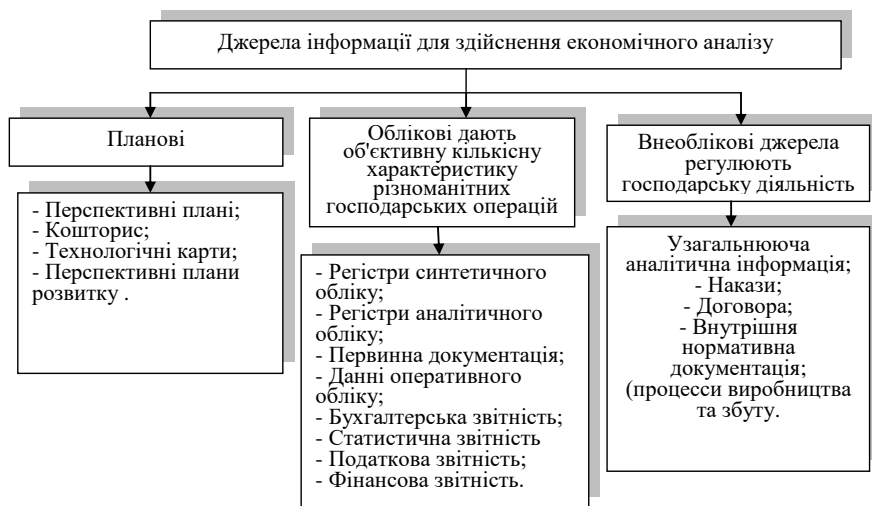 Джерела інформації для здійснення економічного аналізу
Планові
Облікові дають
об'єктивну кількісну
характеристику
різноманітних
господарських операцій
Внеоблікові джерела
регулюють
господарську діяльність
- Перспективні плані;
- Кошторис;
- Технологічні карти;
- Перспективні плани
розвитку .
- Регістри синтетичного
обліку;
- Регістри аналітичного
обліку;
- Первинна документація;
- Данні оперативного
обліку;
- Бухгалтерська звітність;
- Статистична звітність
- Податкова звітність;
- Фінансова звітність.
Узагальнююча
аналітична інформація;
- Накази;
- Договора;
- Внутрішня
нормативна
документація;
(процесси виробництва
та збуту.